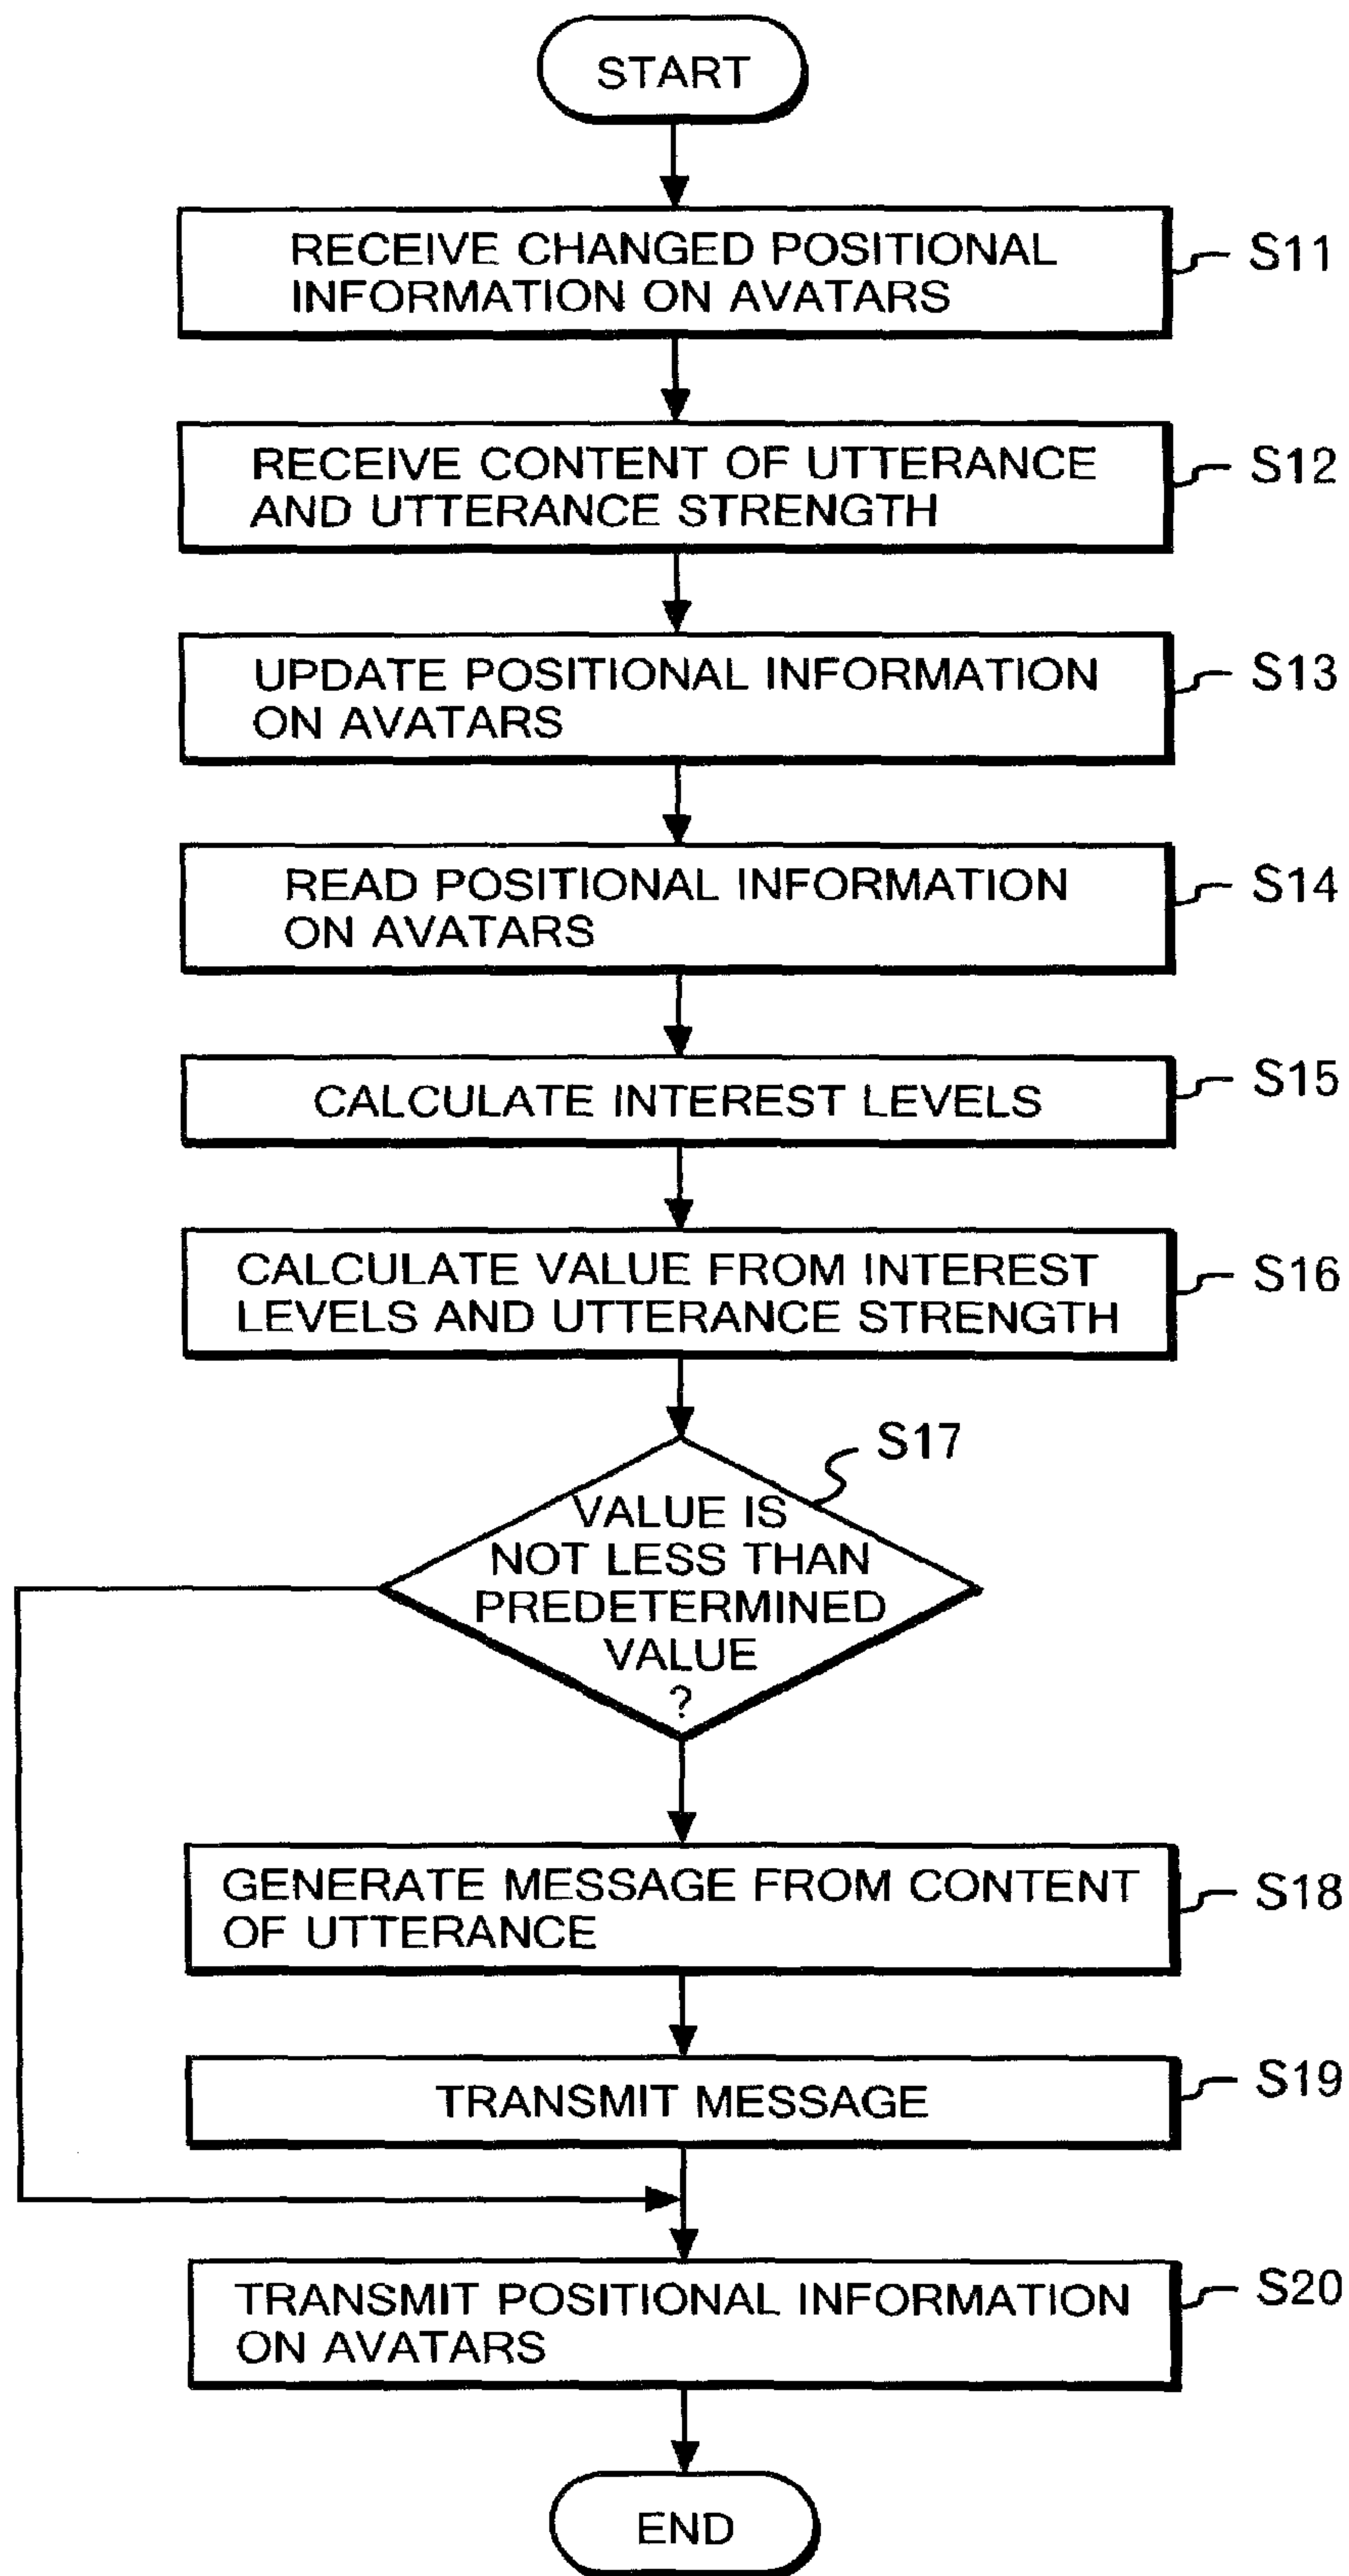 START
RECEIVE CHANGED POSITIONAL
INFORMATION ON AVATARS
S11
RECEIVE CONTENT OF UTTERANCE
AND UTTERANCE STRENGTH
S12
UPDATE POSITIONAL INFORMATION
ON AVATARS
S13
READ POSITIONAL INFORMATION
ON AVATARS
S14
CALCULATE INTEREST LEVELS
S15
CALCULATE VALUE FROM INTEREST
LEVELS AND UTTERANCE STRENGTH
S16
S17
VALUE IS
NOT LESS THAN
PREDETERMINED
VALUE
?
GENERATE MESSAGE FROM CONTENT
OF UTTERANCE
S18
TRANSMIT MESSAGE
S19
TRANSMIT POSITIONAL INFORMATION
ON AVATARS
S20
END